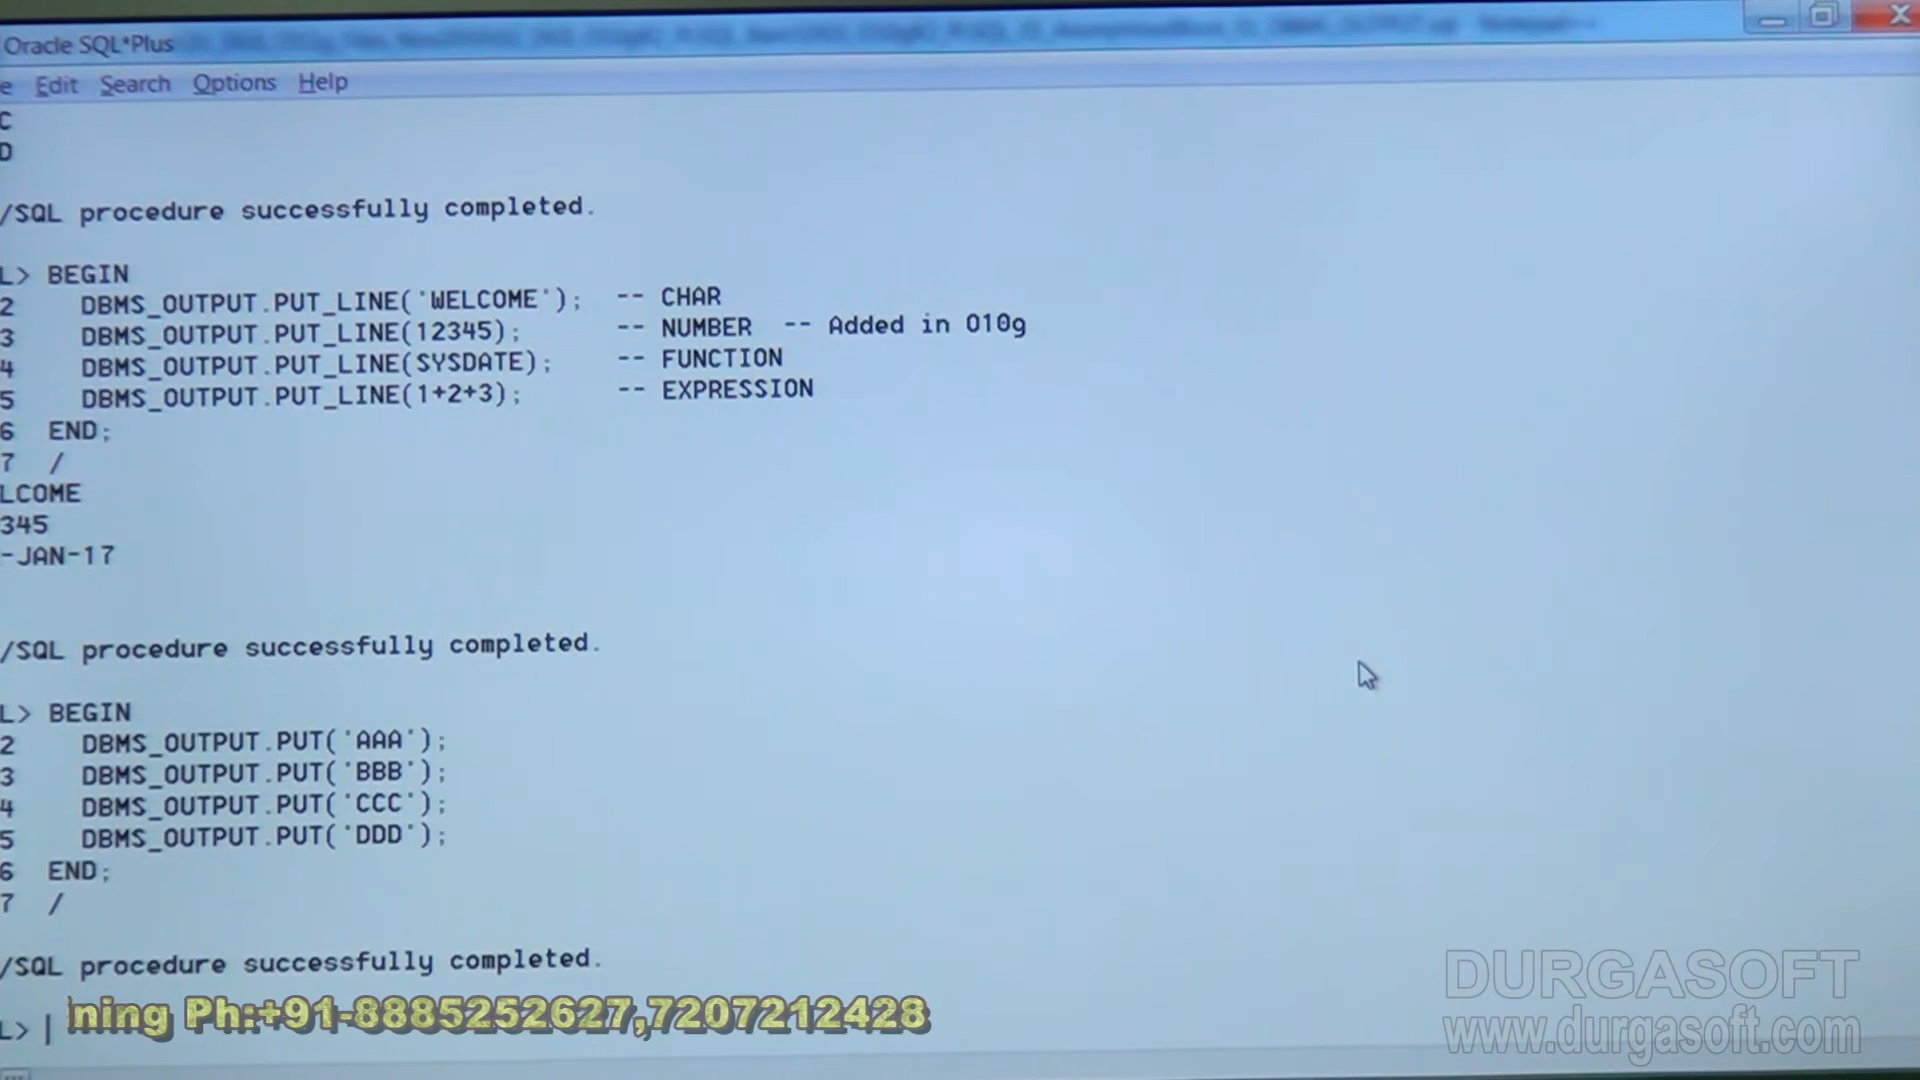 Oracle SQL*Plus
e Edit Search Options Help
C
D
/SQL procedure successfully completed.
L> BEGIN
2 DBMS_OUTPUT.PUT_LINE('WELCOME'); -- CHAR
3 DBMS_OUTPUT.PUT_LINE(12345); -- NUMBER -- Added in O10g
4 DBMS_OUTPUT.PUT_LINE(SYSDATE); -- FUNCTION
5 DBMS_OUTPUT.PUT_LINE(1+2+3); -- EXPRESSION
6 END;
7 /
LCOME
345
-JAN-17
/SQL procedure successfully completed.
L> BEGIN
2 DBMS_OUTPUT.PUT('AAA');
3 DBMS_OUTPUT.PUT('BBB');
4 DBMS_OUTPUT.PUT('CCC');
5 DBMS_OUTPUT.PUT('DDD');
6 END;
7 /
/SQL procedure successfully completed.
L>
ning Ph:+91-8885252627,7207212428
DURGASOFT
www.durgasoft.com